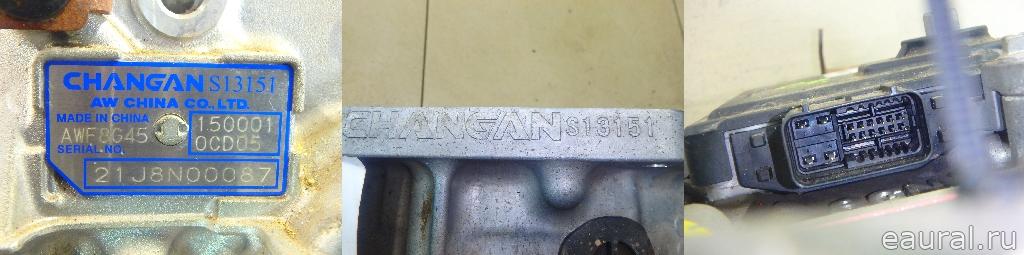 CHANGAN S13151
AW CHINA CO., LTD.
MADE IN CHINA
AWF8G45
SERIAL NO.
150001
0CD05
21J8N00087
CHANGAN S13151
eaural.ru